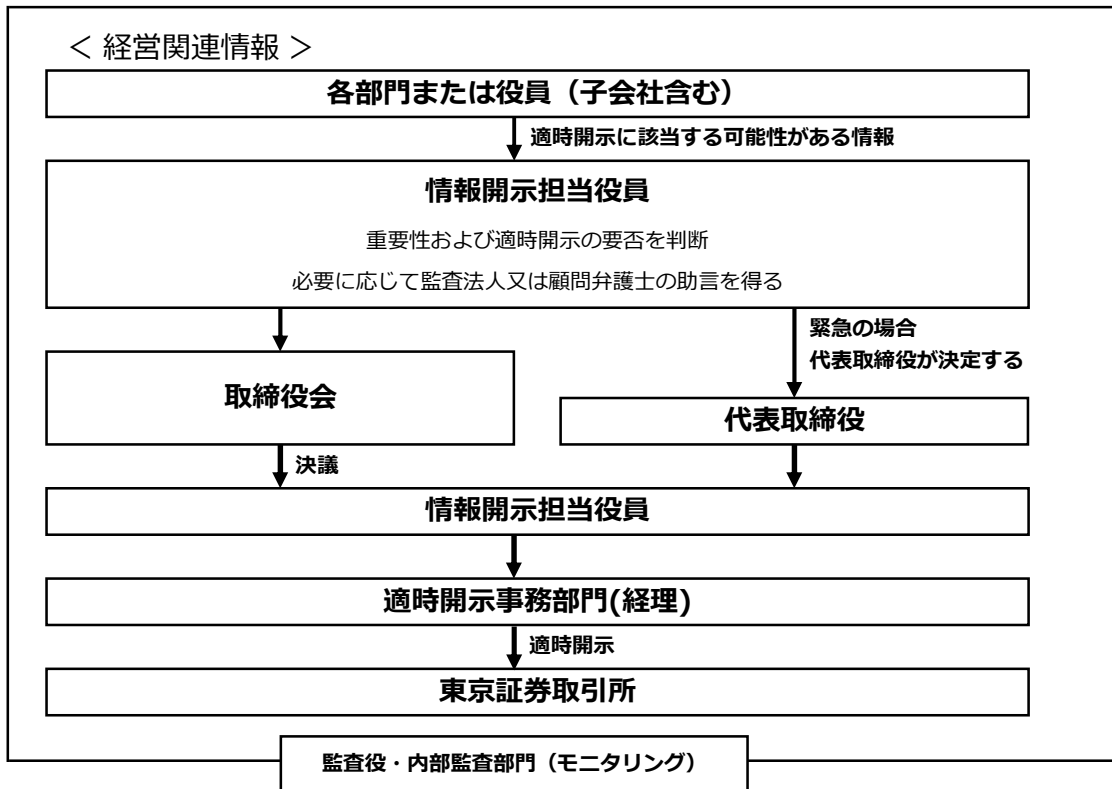 ＜ 経営関連情報 ＞
各部門または役員（子会社含む）
適時開示に該当する可能性がある情報
情報開示担当役員
重要性および適時開示の要否を判断
必要に応じて監査法人又は顧問弁護士の助言を得る
緊急の場合
代表取締役が決定する
取締役会
代表取締役
決議
情報開示担当役員
適時開示事務部門(経理)
適時開示
東京証券取引所
監査役・内部監査部門（モニタリング）